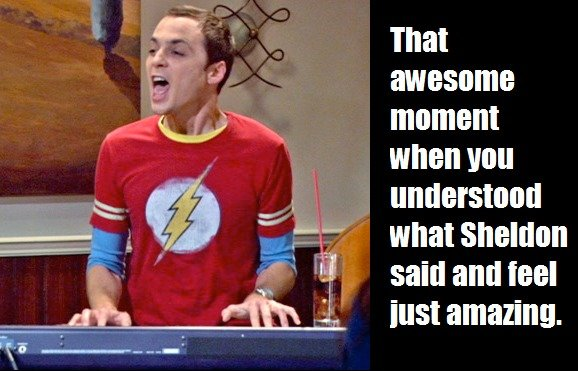 That
awesome
moment
when you
understood
what Sheldon
said and feel
just amazing.